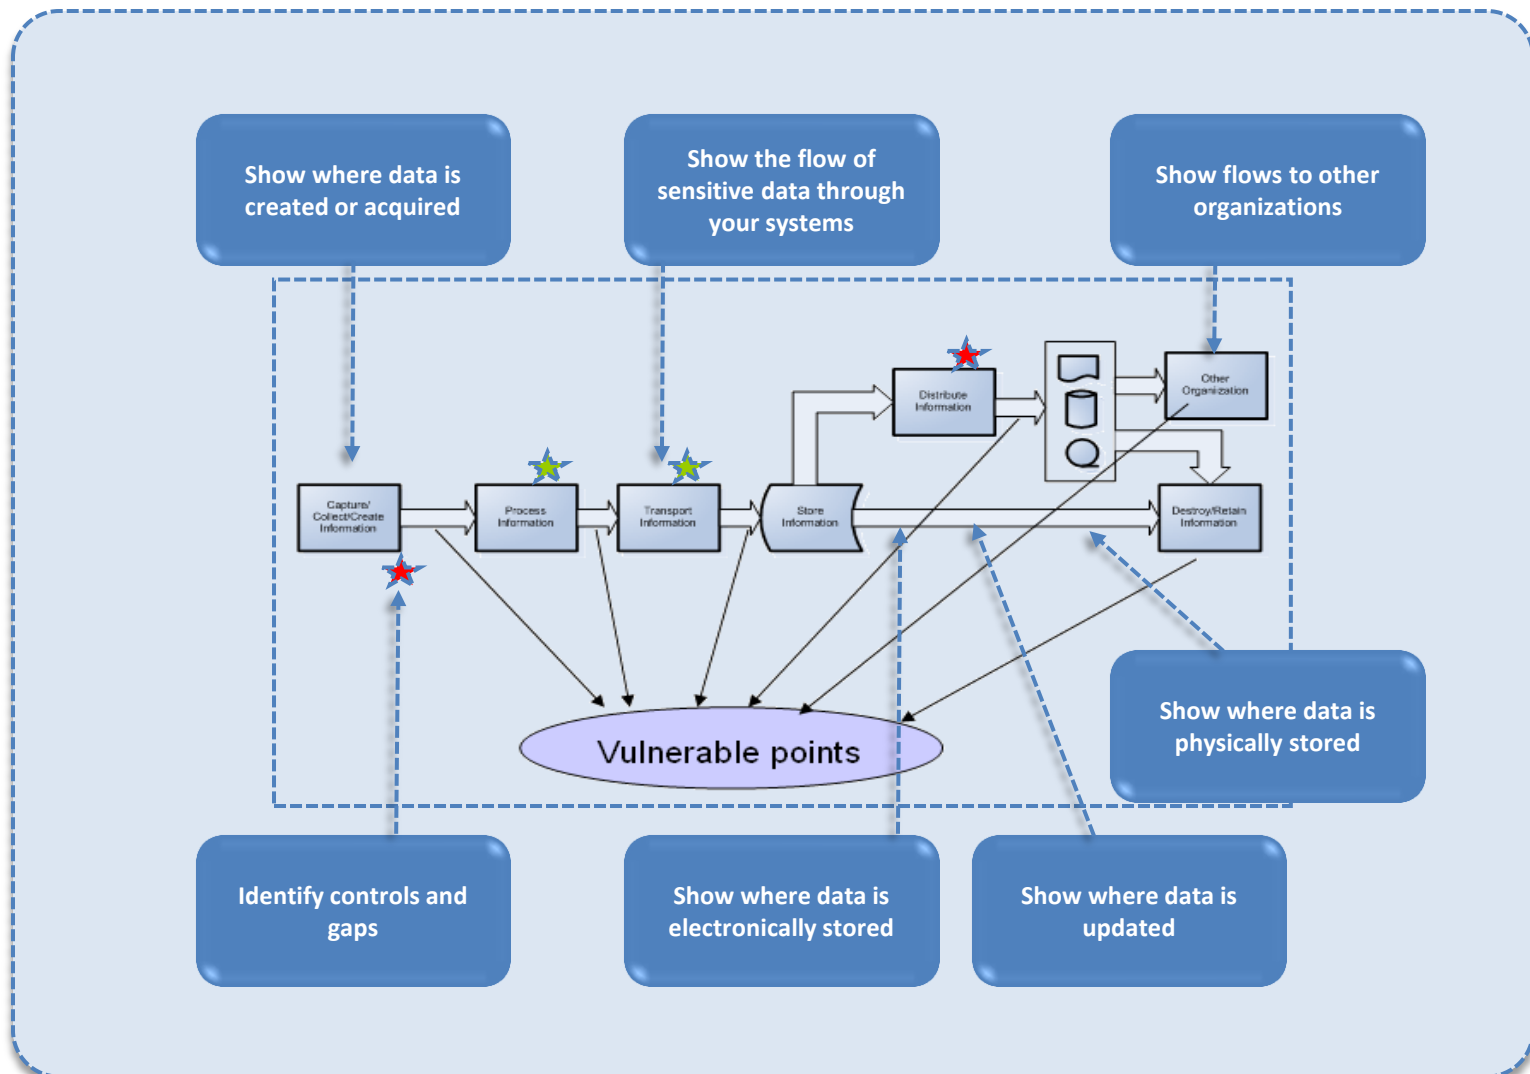 Show where data is
created or acquired
Show the flow of
sensitive data through
your systems
Show flows to other
organizations
Other
Organization
Distribute
Information
Capture/
Collect/Create
Information
Process
Information
Transport
Information
Store
Information
Destroy/Retain
Information
Vulnerable points
Show where data is
physically stored
Identify controls and
gaps
Show where data is
electronically stored
Show where data is
updated